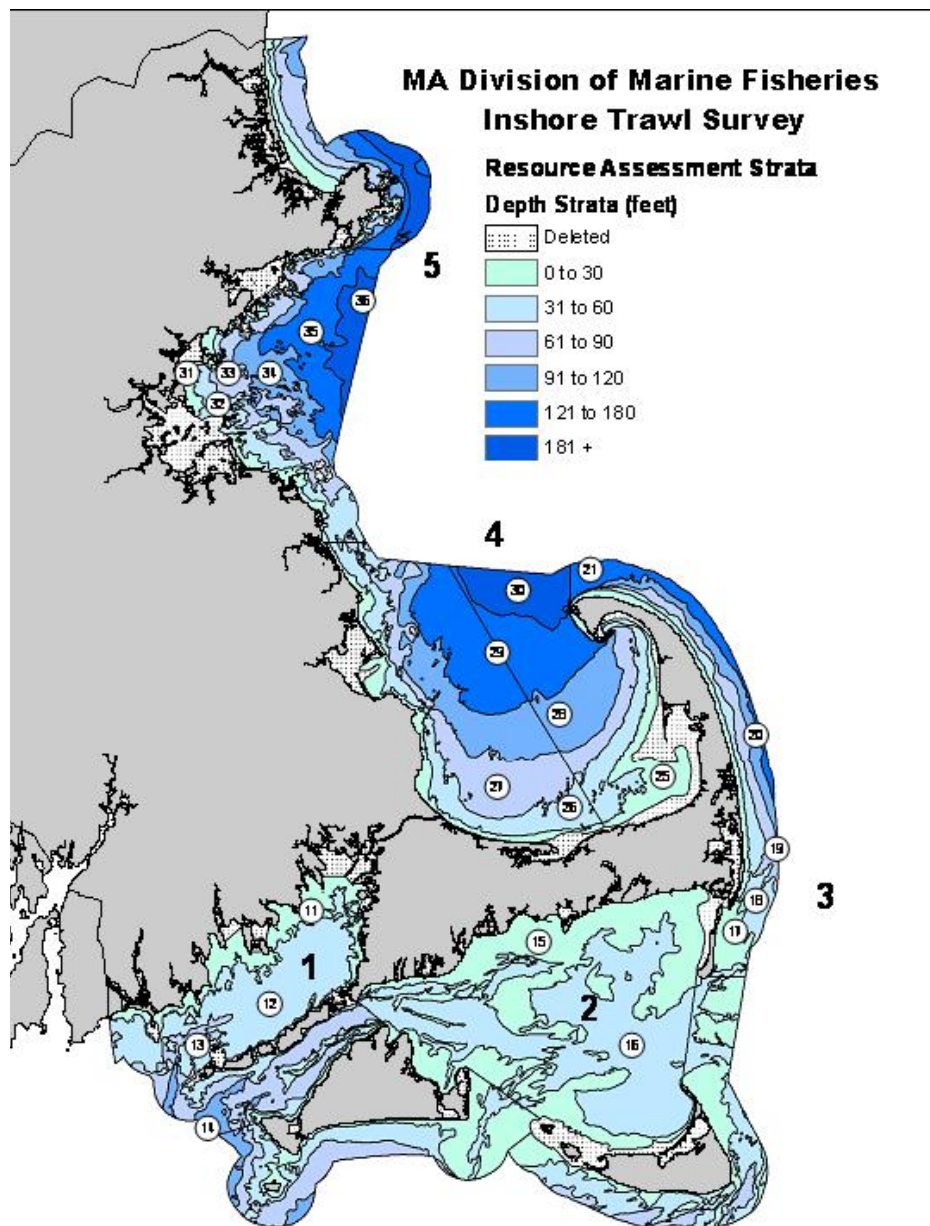 MA Division of Marine Fisheries
Inshore Trawl Survey
Resource Assessment Strata
Depth Strata (feet)
Deleted
0 to 30
31 to 60
61 to 90
91 to 120
121 to 180
181 +
5
36
35
31
33
34
32
4
21
30
29
28
20
25
27
26
19
3
18
17
11
15
1
2
12
16
13
14